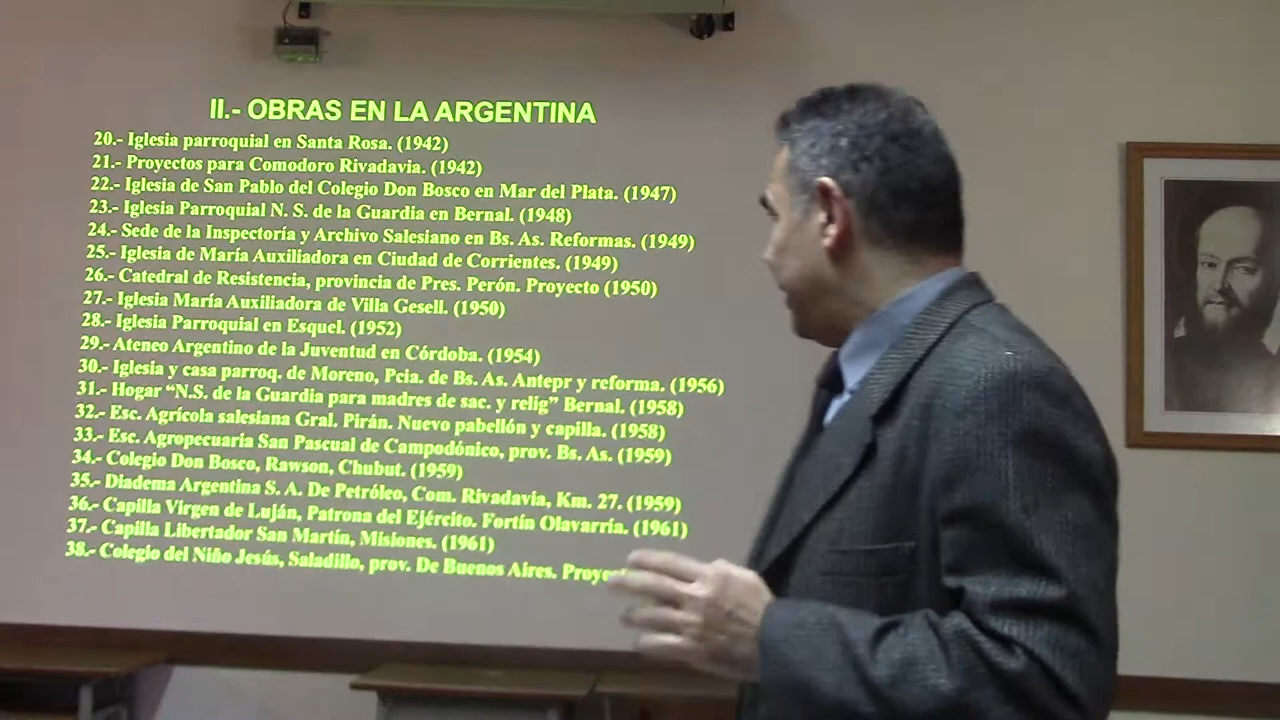 II.- OBRAS EN LA ARGENTINA
20.- Iglesia parroquial en Santa Rosa. (1942)
21.- Proyectos para Comodoro Rivadavia. (1942)
22.- Iglesia de San Pablo del Colegio Don Bosco en Mar del Plata. (1947)
23.- Iglesia Parroquial N. S. de la Guardia en Bernal. (1948)
24.- Sede de la Inspectoría y Archivo Salesiano en Bs. As. Reformas. (1949)
25.- Iglesia de María Auxiliadora en Ciudad de Corrientes. (1949)
26.- Catedral de Resistencia, provincia de Pres. Perón. Proyecto (1950)
27.- Iglesia María Auxiliadora de Villa Gesell. (1950)
28.- Iglesia Parroquial en Esquel. (1952)
29.- Ateneo Argentino de la Juventud en Córdoba. (1954)
30.- Iglesia y casa parroq. de Moreno, Pcia. de Bs. As. Antepr y reforma. (1956)
31.- Hogar “N.S. de la Guardia para madres de sac. y relig” Bernal. (1958)
32.- Esc. Agrícola salesiana Gral. Pirán. Nuevo pabellón y capilla. (1958)
33.- Esc. Agropecuaria San Pascual de Campodónico, prov. Bs. As. (1959)
34.- Colegio Don Bosco, Rawson, Chubut. (1959)
35.- Diadema Argentina S. A. De Petróleo, Com. Rivadavia, Km. 27. (1959)
36.- Capilla Virgen de Luján, Patrona del Ejército. Fortín Olavarría. (1961)
37.- Capilla Libertador San Martín, Misiones. (1961)
38.- Colegio del Niño Jesús, Saladillo, prov. De Buenos Aires.